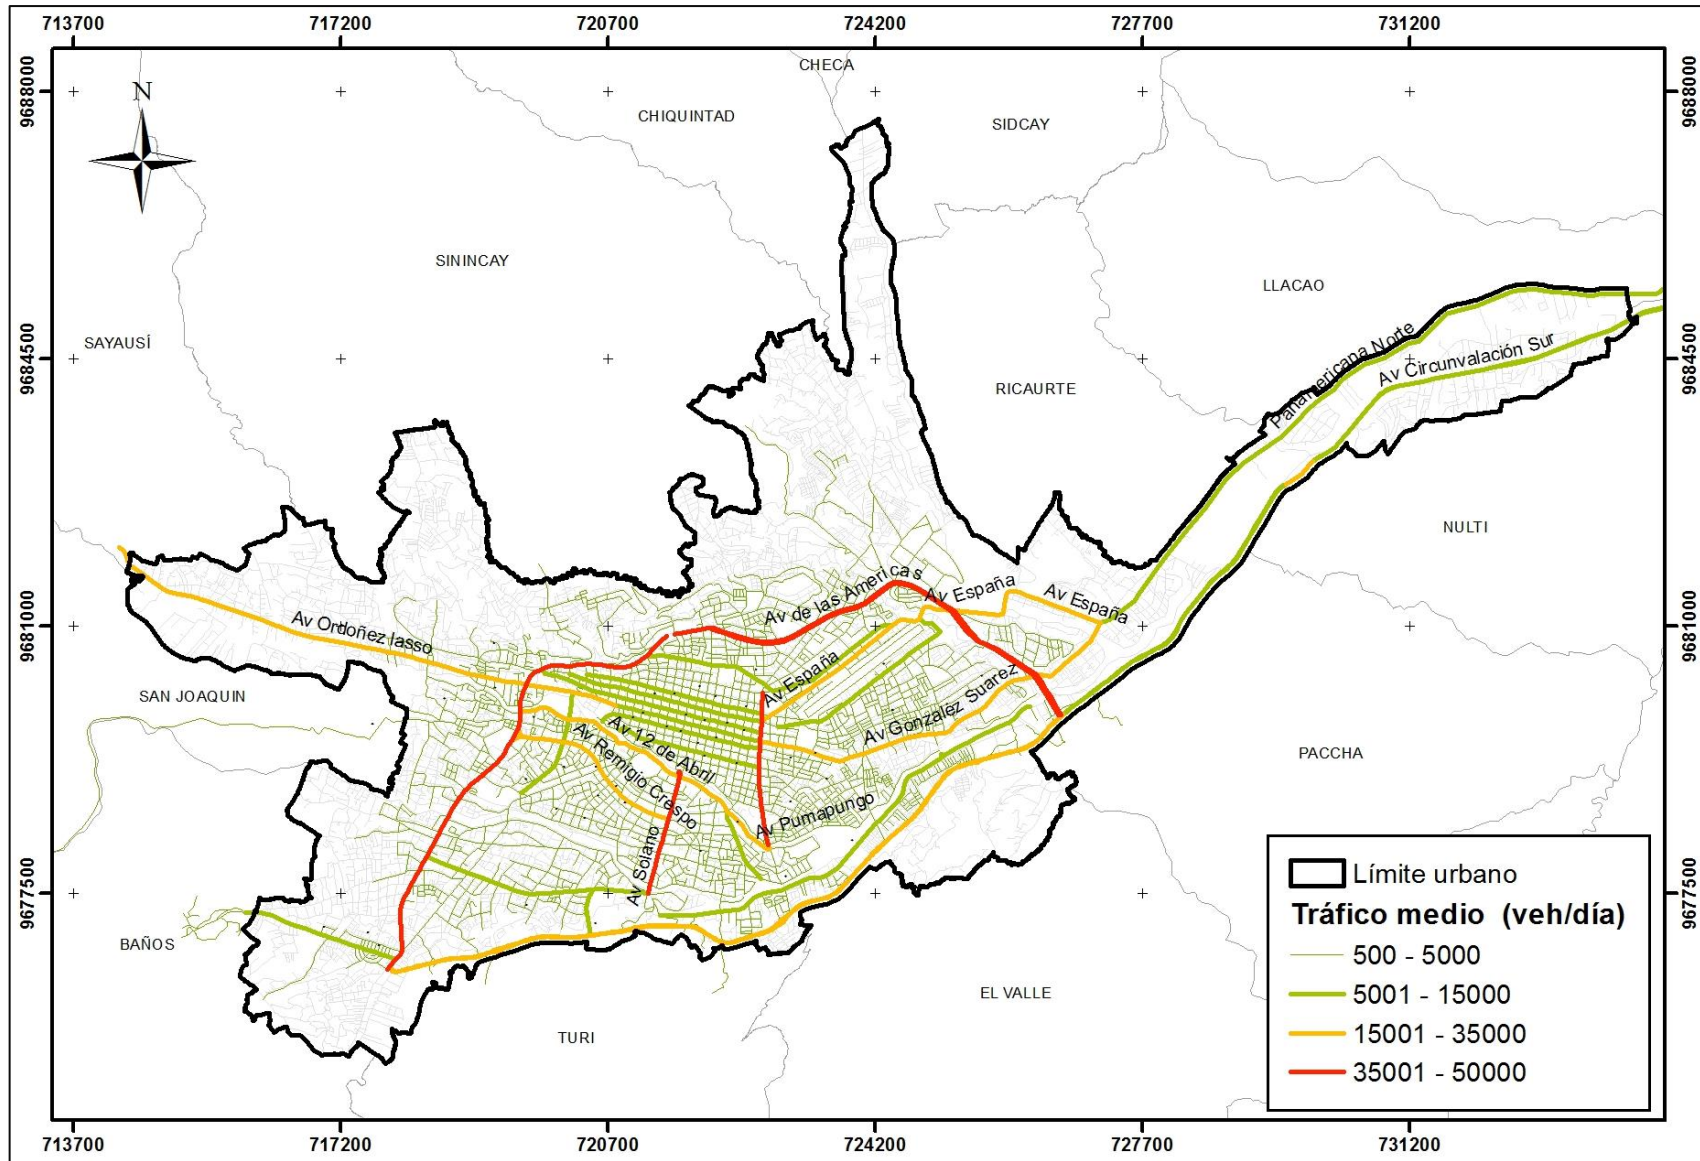 713700 717200 720700 724200 727700 731200
9688000 9688000
N
CHECA
CHIQUINTAD
SIDCAY
SININCAY
LLACAO
SAYAUSÍ
9684500 9684500
Panamericana Norte
Av Circunvalación Sur
RICAURTE
NULTI
Av de las Americas
Av España
Av España
9681000 9681000
Av Ordoñez lasso
Av España
SAN JOAQUIN
Av Gonzalez Suarez
Av 12 de Abril
Av Remigio Crespo
PACCHA
Av Pumapungo
Av Solano
9677500 9677500
BAÑOS
EL VALLE
TURI
Límite urbano
Tráfico medio (veh/día)
500 - 5000
5001 - 15000
15001 - 35000
35001 - 50000
713700 717200 720700 724200 727700 731200